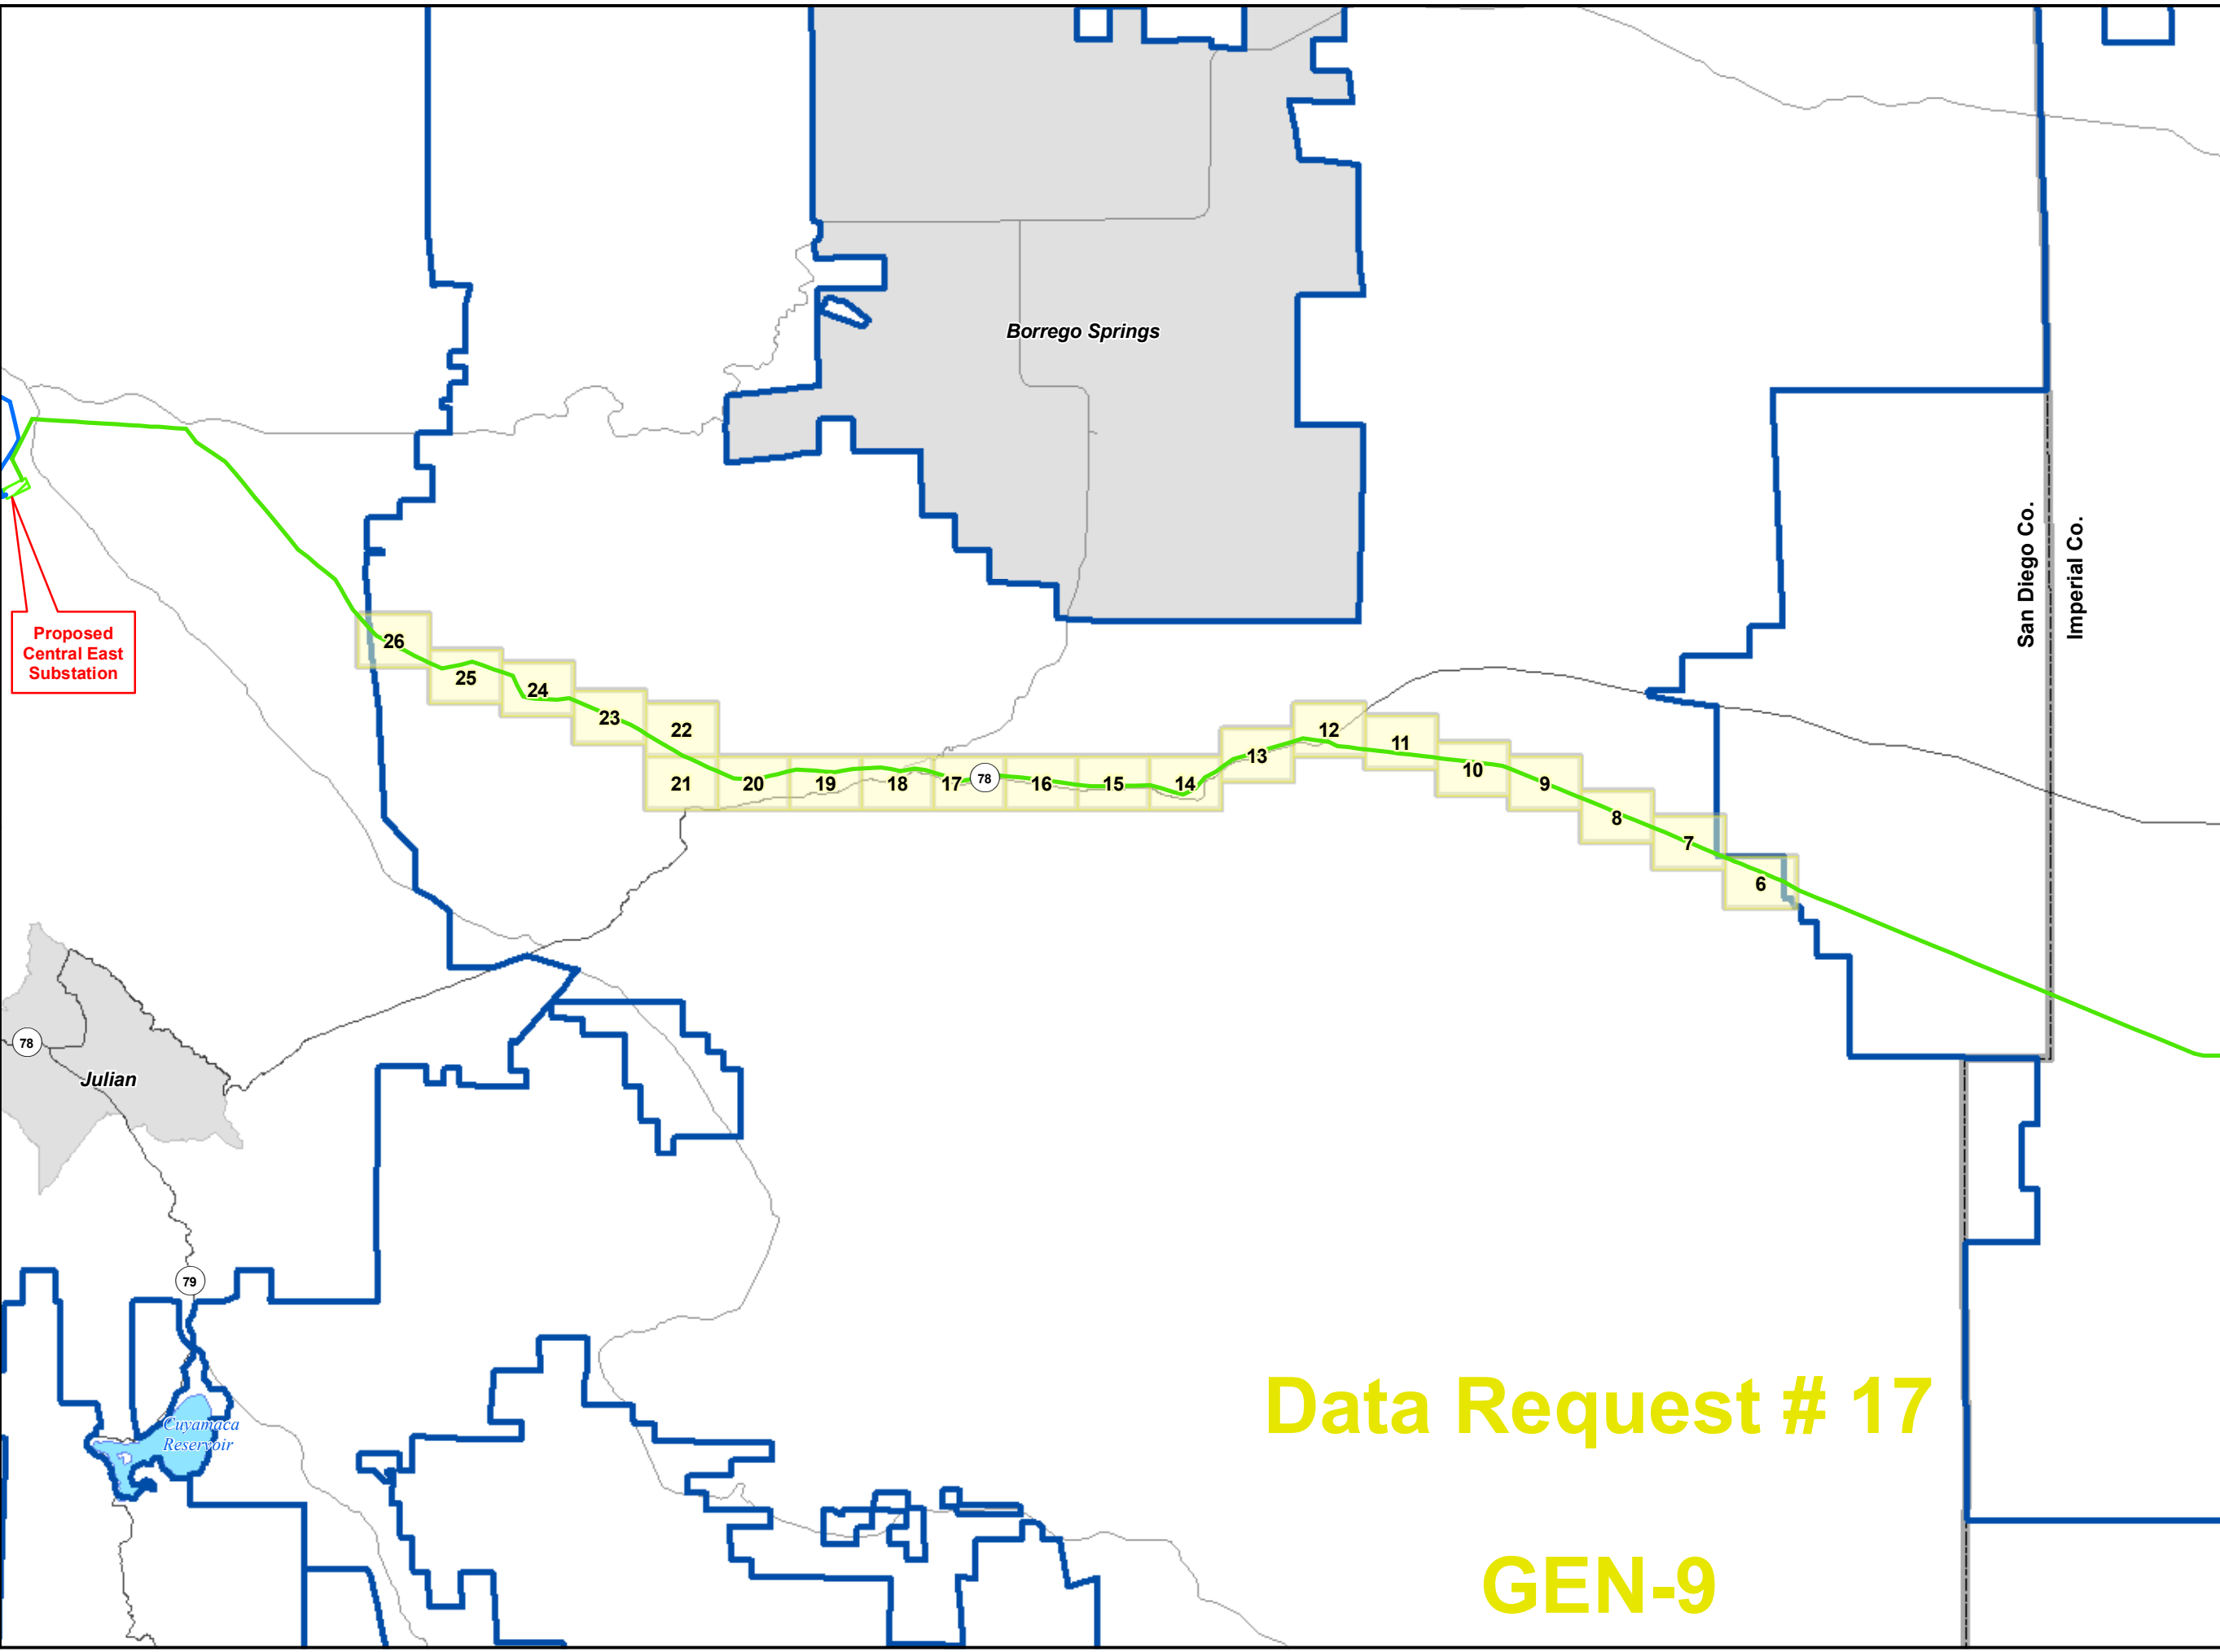 Borrego Springs
San Diego Co.
Imperial Co.
Proposed
Central East
Substation
26
25
24
23
22
21
20
19
18
17
78
16
15
14
13
12
11
10
9
8
7
6
78
Julian
79
Cuyamaca
Reservoir
Data Request # 17
GEN-9